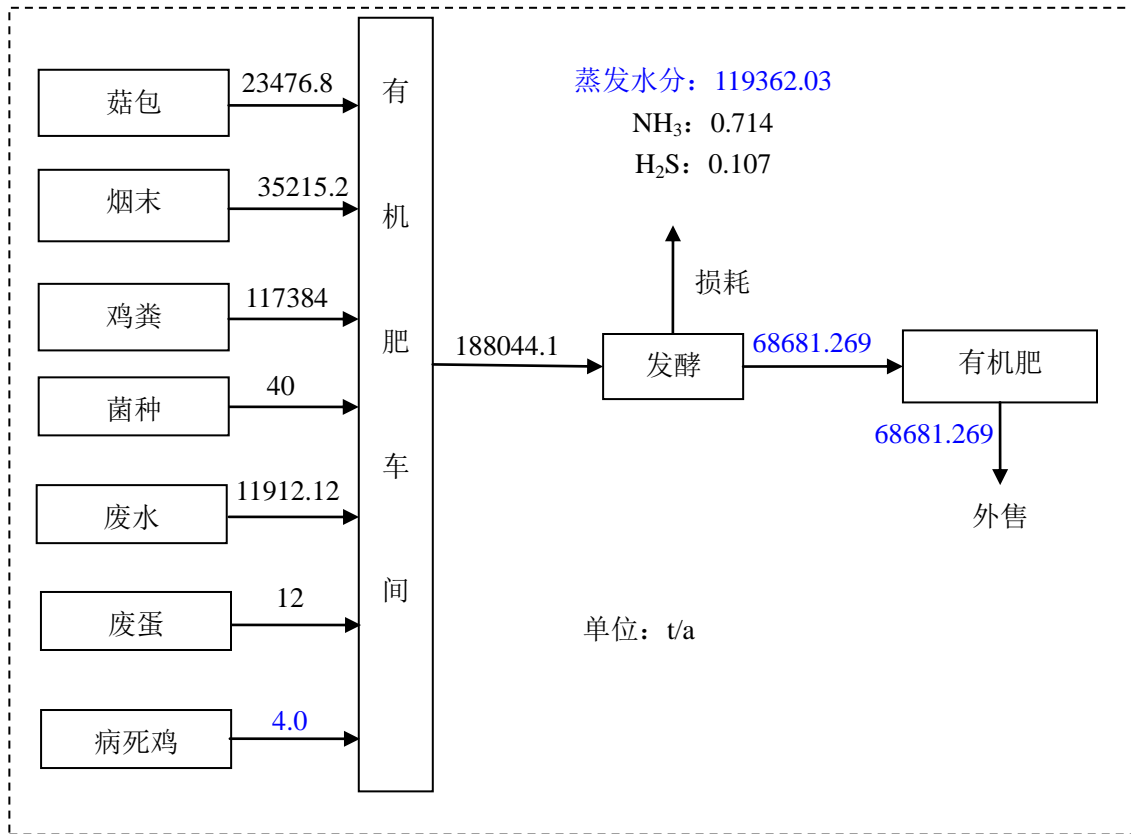 菇包
23476.8
烟末
35215.2
鸡粪
117384
菌种
40
废水
11912.12
废蛋
12
病死鸡
4.0
有
机
肥
车
间
188044.1
蒸发水分：119362.03
NH₃：0.714
H₂S：0.107
损耗
发酵
68681.269
有机肥
68681.269
外售
单位：t/a